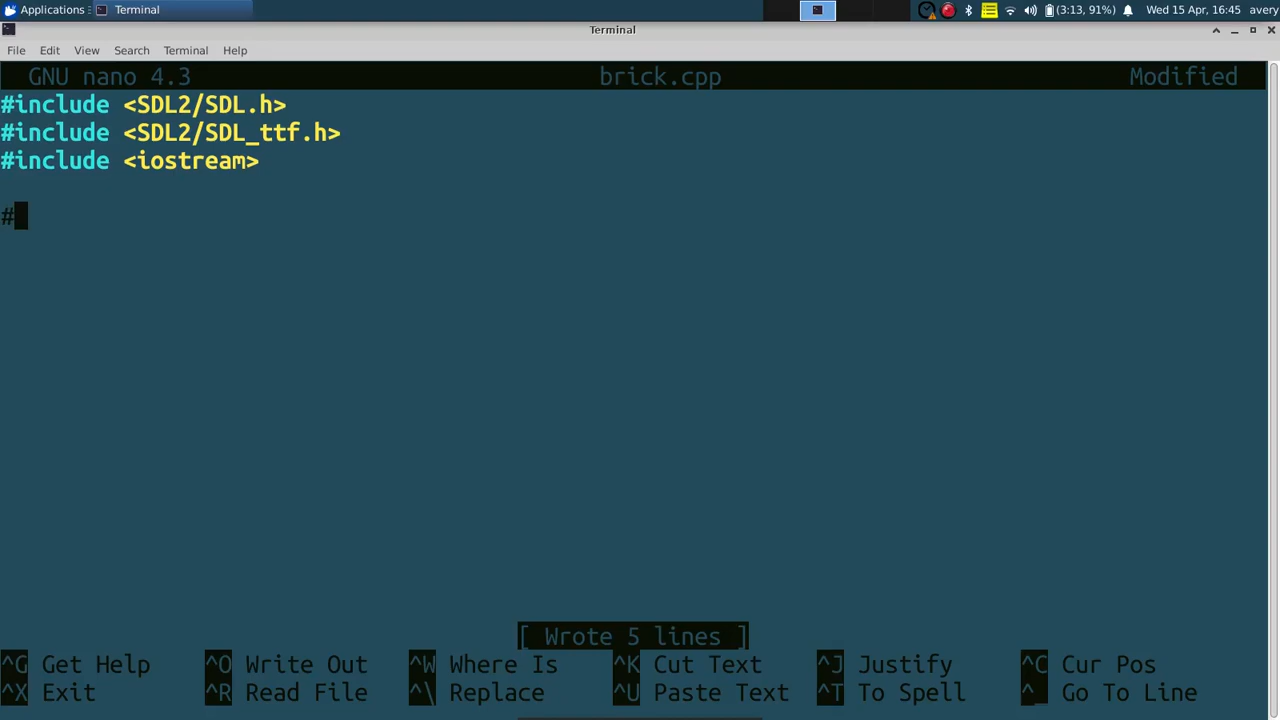 Applications Terminal (3:13, 91%) Wed 15 Apr, 16:45 avery
Terminal
File Edit View Search Terminal Help
GNU nano 4.3 brick.cpp Modified
#include <SDL2/SDL.h>
#include <SDL2/SDL_ttf.h>
#include <iostream>
#
[ Wrote 5 lines ]
^G Get Help ^O Write Out ^W Where Is ^K Cut Text ^J Justify ^C Cur Pos
^X Exit ^R Read File ^\ Replace ^U Paste Text ^T To Spell ^_ Go To Line